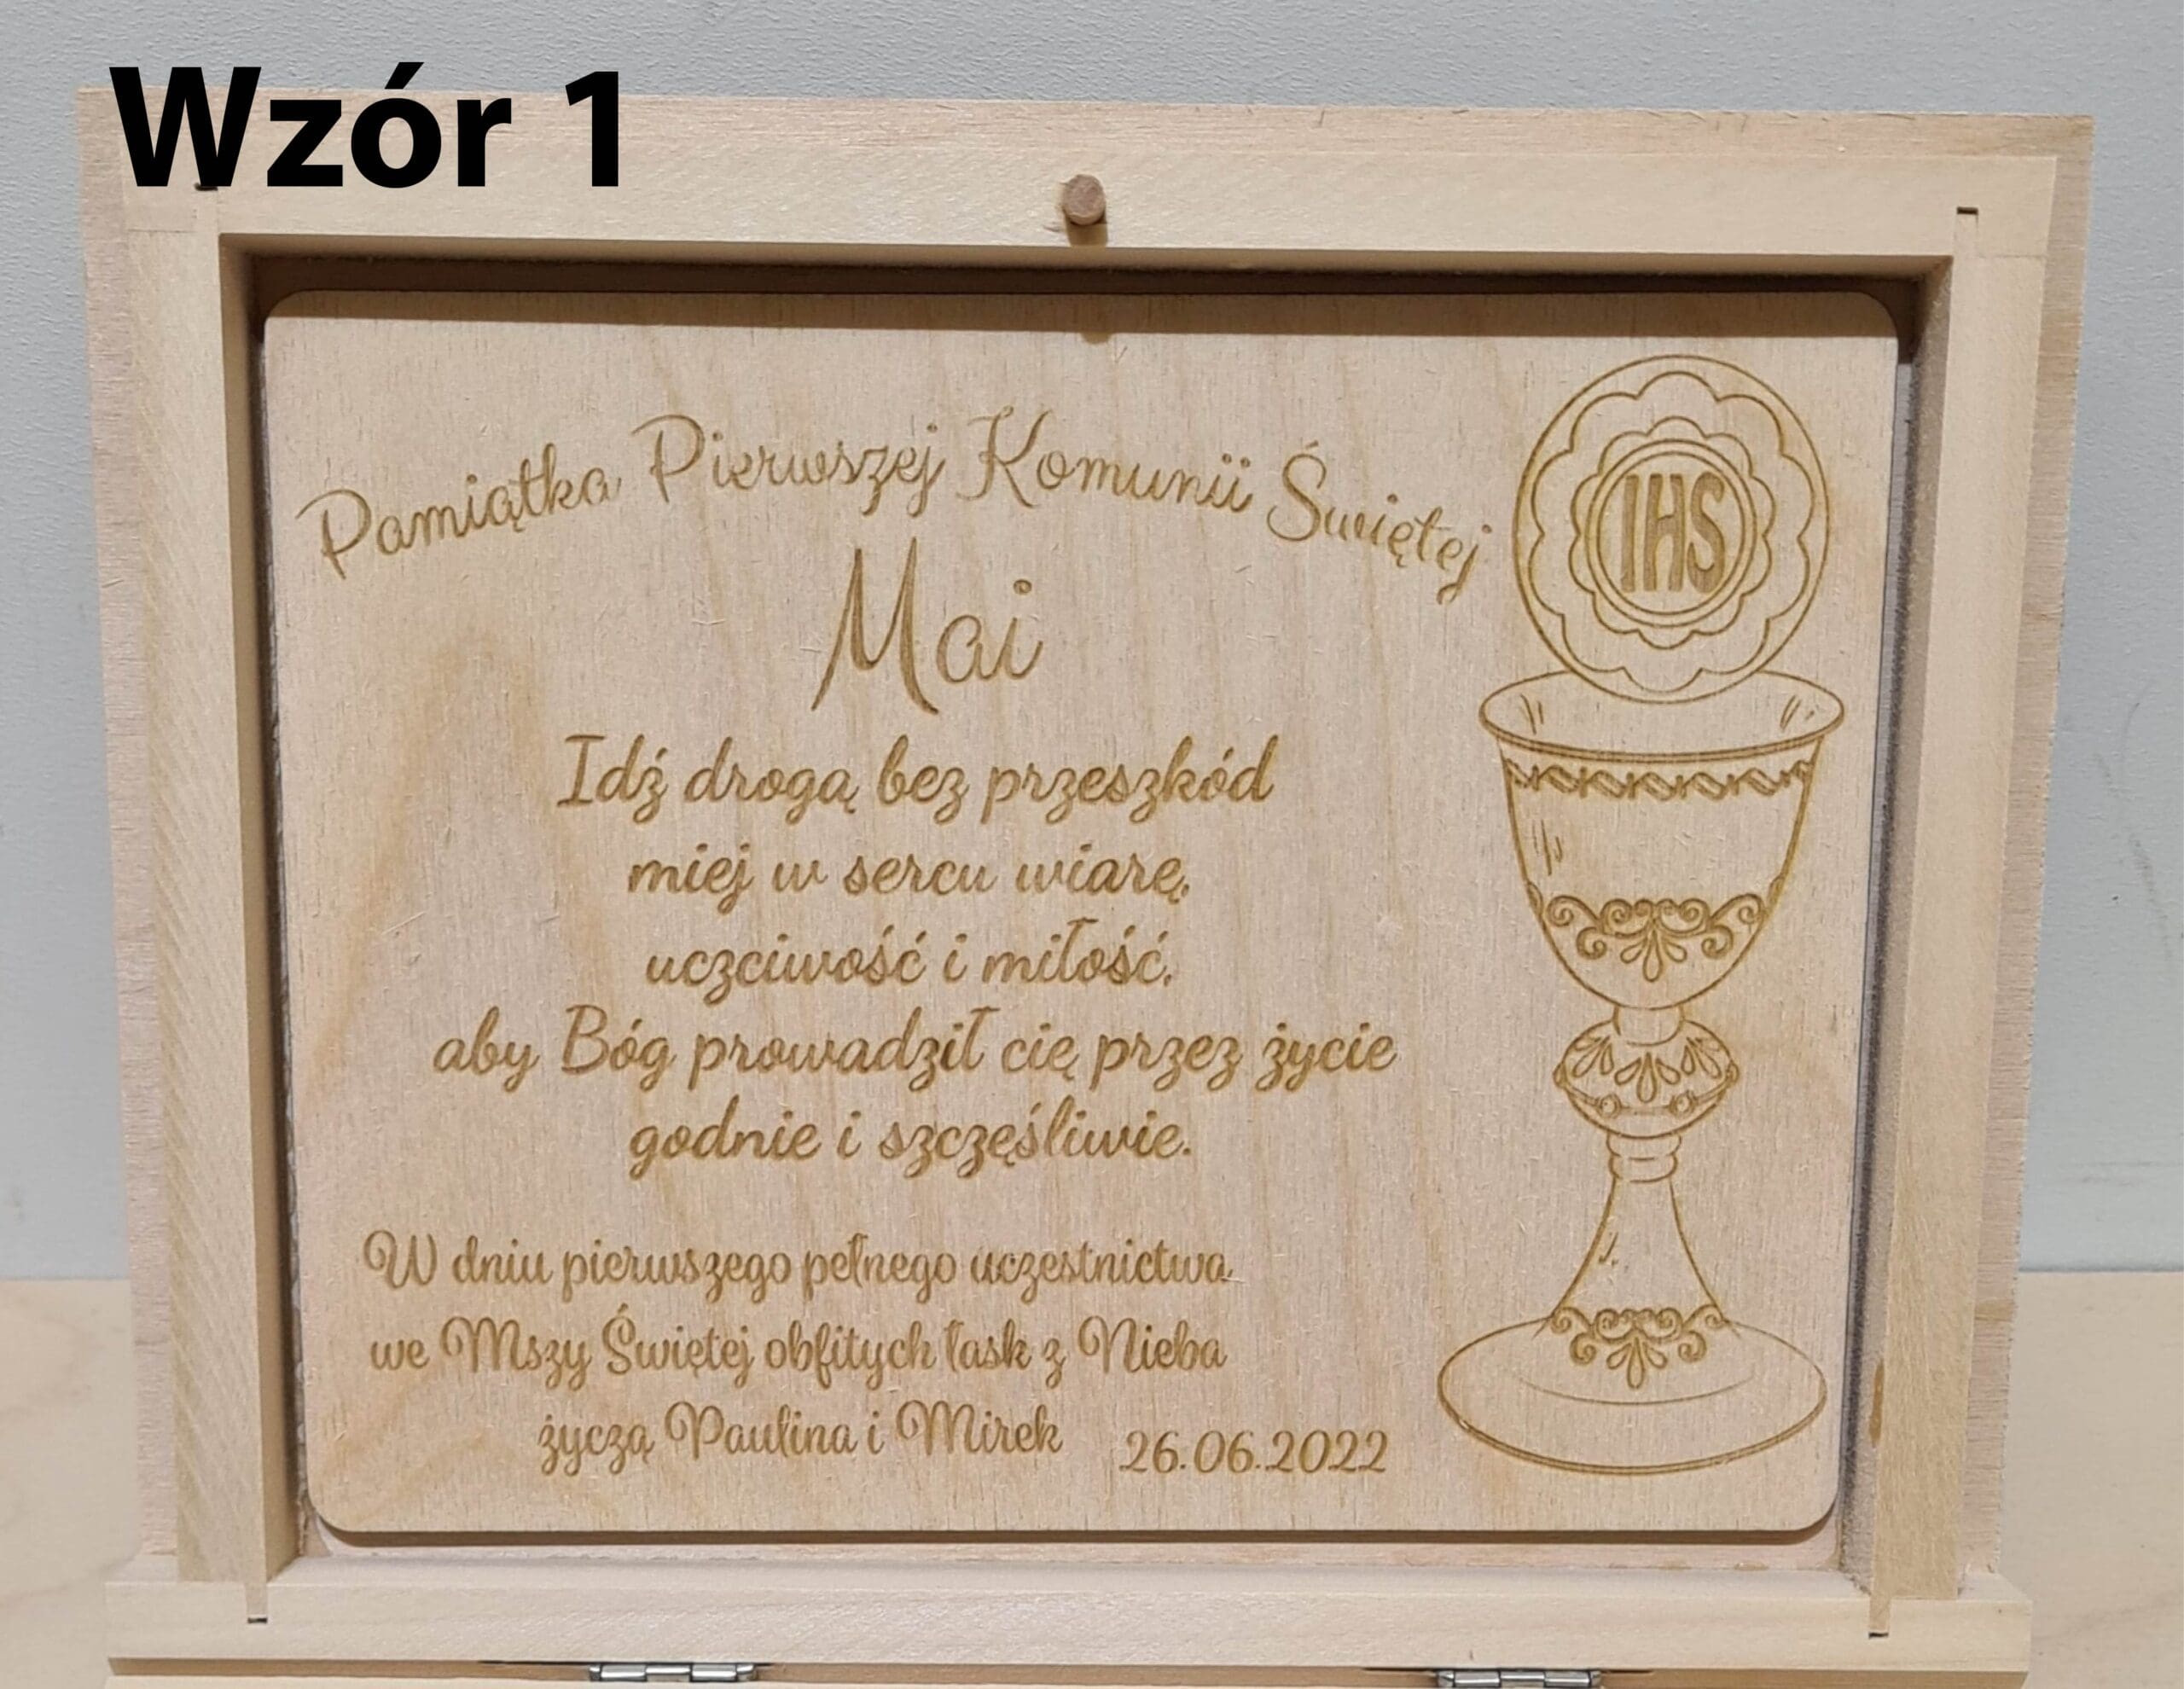 Wzór 1
Pamiątka Pierwszej Komunii Świętej
IHS
Mai
Idź drogą bez przeszkód
miej w sercu wiarę,
uczciwość i miłość,
aby Bóg prowadził cię przez życie
godnie i szczęśliwie.
W dniu pierwszego pełnego uczestnictwa
we Mszy Świętej obfitych łask z Nieba
życzą Paulina i Mirek
26.06.2022